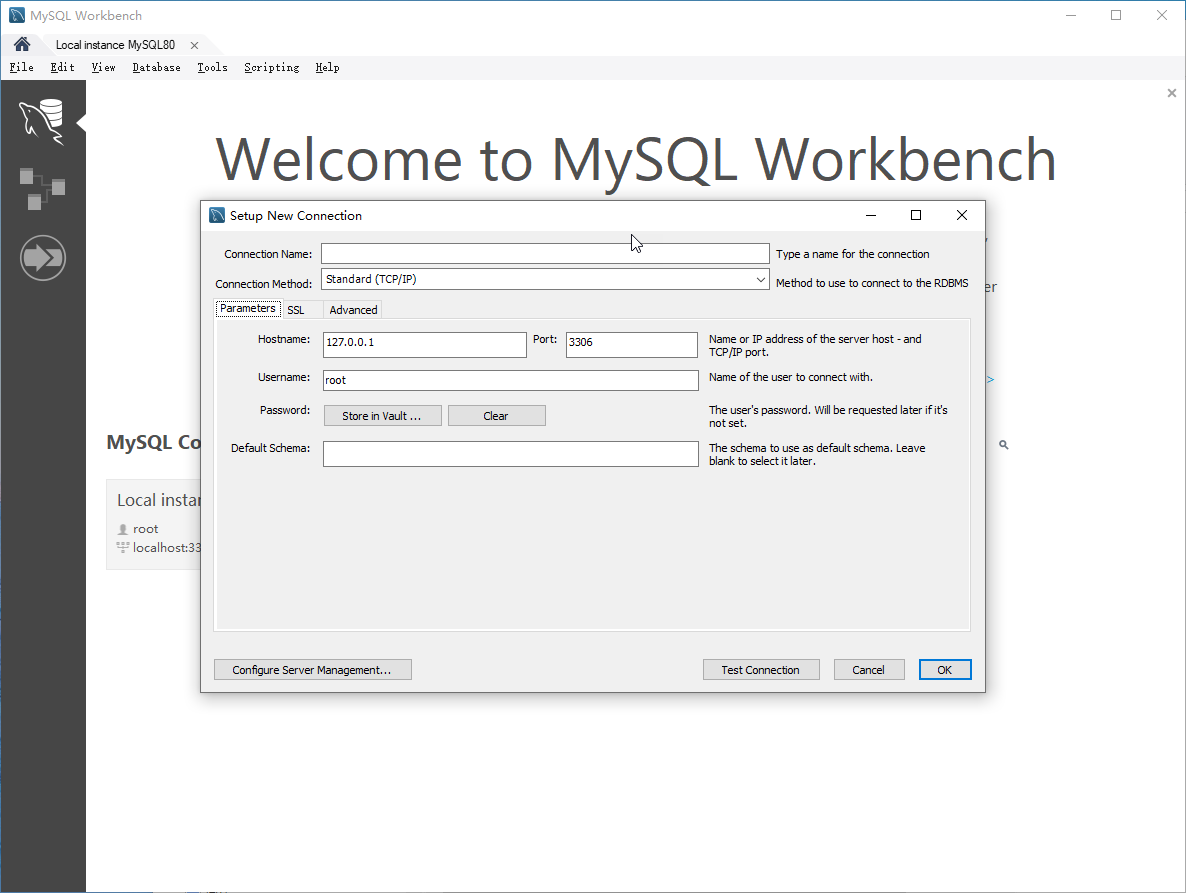 MySQL Workbench
Local instance MySQL80
File Edit View Database Tools Scripting Help
Welcome to MySQL Workbench
Setup New Connection
Connection Name: Type a name for the connection
Connection Method: Standard (TCP/IP) Method to use to connect to the RDBMS
Parameters SSL Advanced
Hostname: 127.0.0.1 Port: 3306 Name or IP address of the server host - and
TCP/IP port.
Username: root Name of the user to connect with.
Password: Store in Vault ... Clear The user's password. Will be requested later if it's
not set.
Default Schema: The schema to use as default schema. Leave
blank to select it later.
Configure Server Management... Test Connection Cancel OK
MySQL Co
Local instan
root
localhost:33
er
>